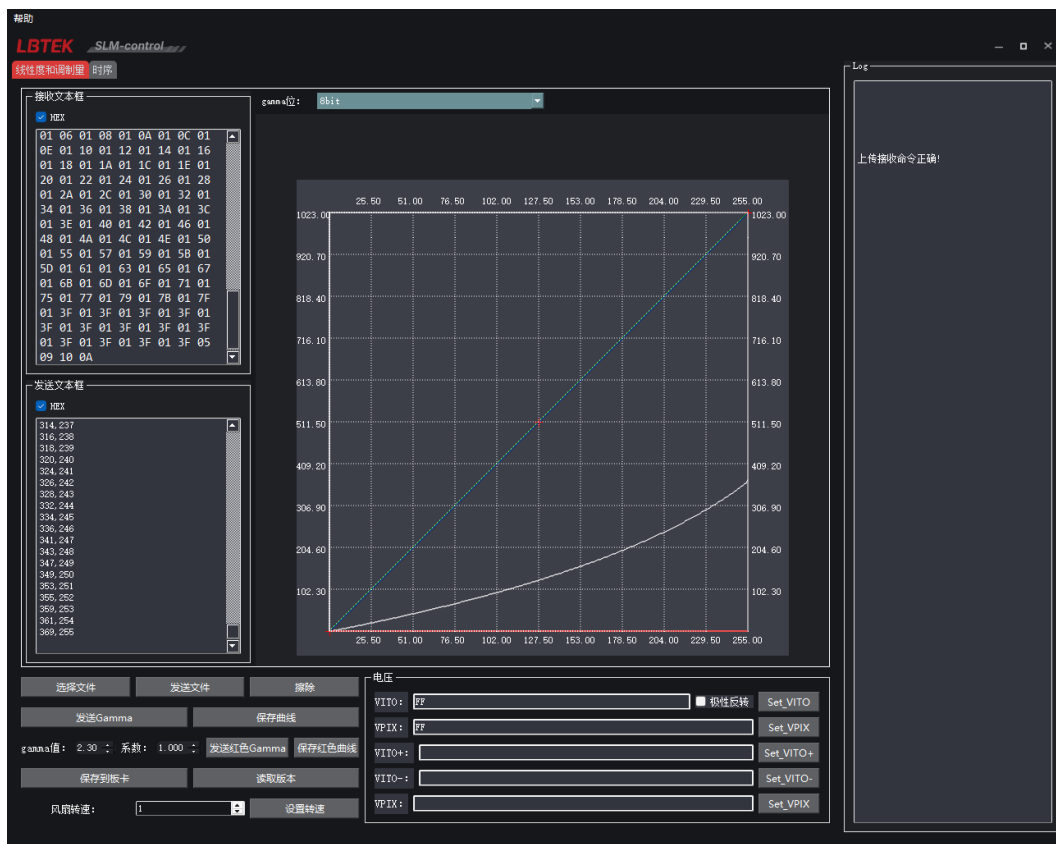 帮助
LBTEK SLM-control
线性度和调制量 时序
接收文本框
HEX
01 06 01 08 01 0A 01 0C 01
0E 01 10 01 12 01 14 01 16
01 18 01 1A 01 1C 01 1E 01
20 01 22 01 24 01 26 01 28
01 2A 01 2C 01 30 01 32 01
34 01 36 01 38 01 3A 01 3C
01 3E 01 40 01 42 01 46 01
48 01 4A 01 4C 01 4E 01 50
01 55 01 57 01 59 01 5B 01
5D 01 61 01 63 01 65 01 67
01 6B 01 6D 01 6F 01 71 01
75 01 77 01 79 01 7B 01 7F
01 3F 01 3F 01 3F 01 3F 01
3F 01 3F 01 3F 01 3F 01 3F
01 3F 01 3F 01 3F 01 3F 05
09 10 0A
发送文本框
HEX
314,237
316,238
318,239
320,240
324,241
326,242
328,243
332,244
334,245
336,246
341,247
343,248
347,249
349,250
353,251
355,252
359,253
361,254
369,255
gamma位: 8bit
25.50 51.00 76.50 102.00 127.50 153.00 178.50 204.00 229.50 255.00
1023.00 1023.00
920.70 920.70
818.40 818.40
716.10 716.10
613.80 613.80
511.50 511.50
409.20 409.20
306.90 306.90
204.60 204.60
102.30 102.30
25.50 51.00 76.50 102.00 127.50 153.00 178.50 204.00 229.50 255.00
选择文件 发送文件 擦除
发送Gamma 保存曲线
gamma值: 2.30 系数: 1.000 发送红色Gamma 保存红色曲线
保存到板卡 读取版本
风扇转速: 1 设置转速
电压
VITO: FF 极性反转 Set_VITO
VPIX: FF Set_VPIX
VITO+: Set_VITO+
VITO-: Set_VITO-
VPIX: Set_VPIX
Log
上传接收命令正确!